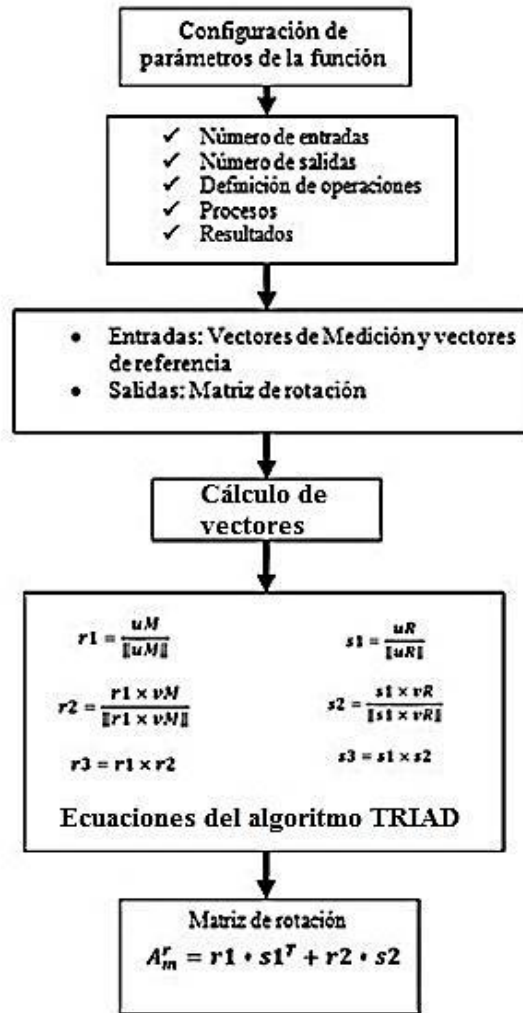 Configuración de
parámetros de la función
✓ Número de entradas
✓ Número de salidas
✓ Definición de operaciones
✓ Procesos
✓ Resultados
• Entradas: Vectores de Medición y vectores
de referencia
• Salidas: Matriz de rotación
Cálculo de
vectores
r1 = uM / ⟦uM⟧
s1 = uR / ⟦uR⟧
r2 = r1 × vM / ⟦r1 × vM⟧
s2 = s1 × vR / ⟦s1 × vR⟧
r3 = r1 × r2
s3 = s1 × s2
Ecuaciones del algoritmo TRIAD
Matriz de rotación
A_m^r = r1 • s1^T + r2 • s2